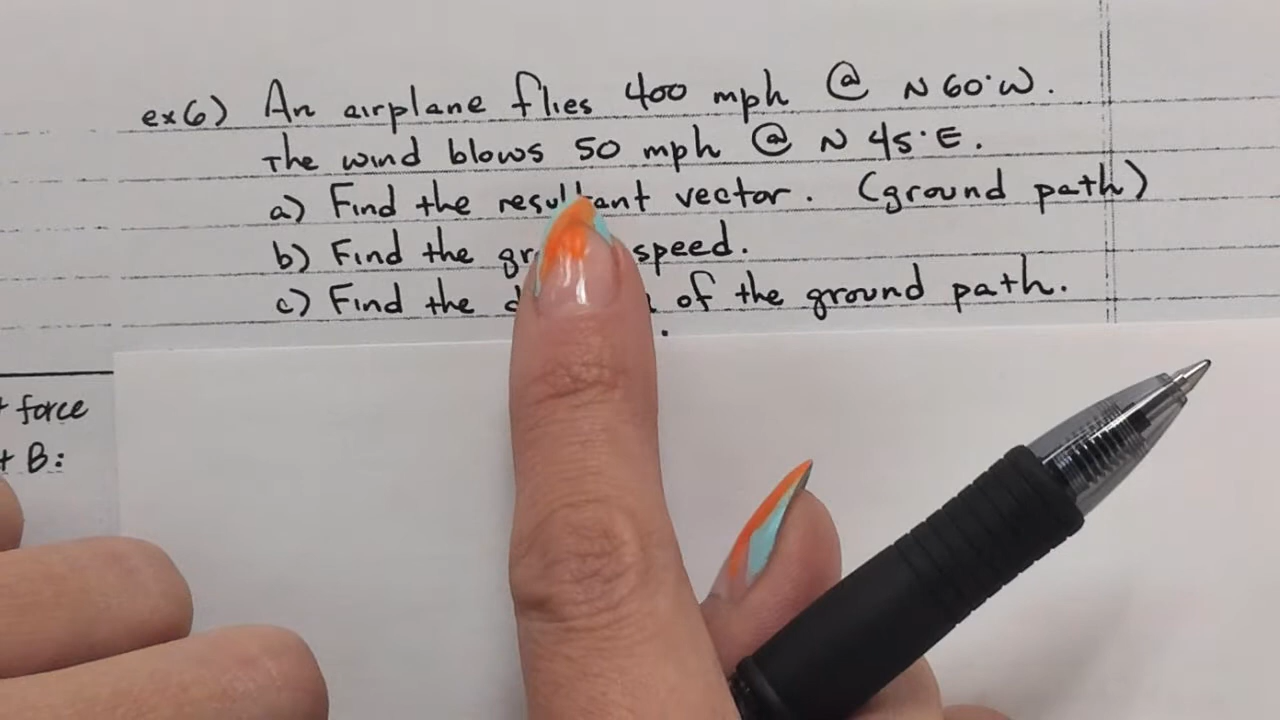 ex6) An airplane flies 400 mph @ N60°W.
The wind blows 50 mph @ N 45°E.
a) Find the resultant vector. (ground path)
b) Find the speed.
c) Find the of the ground path.
force
B: